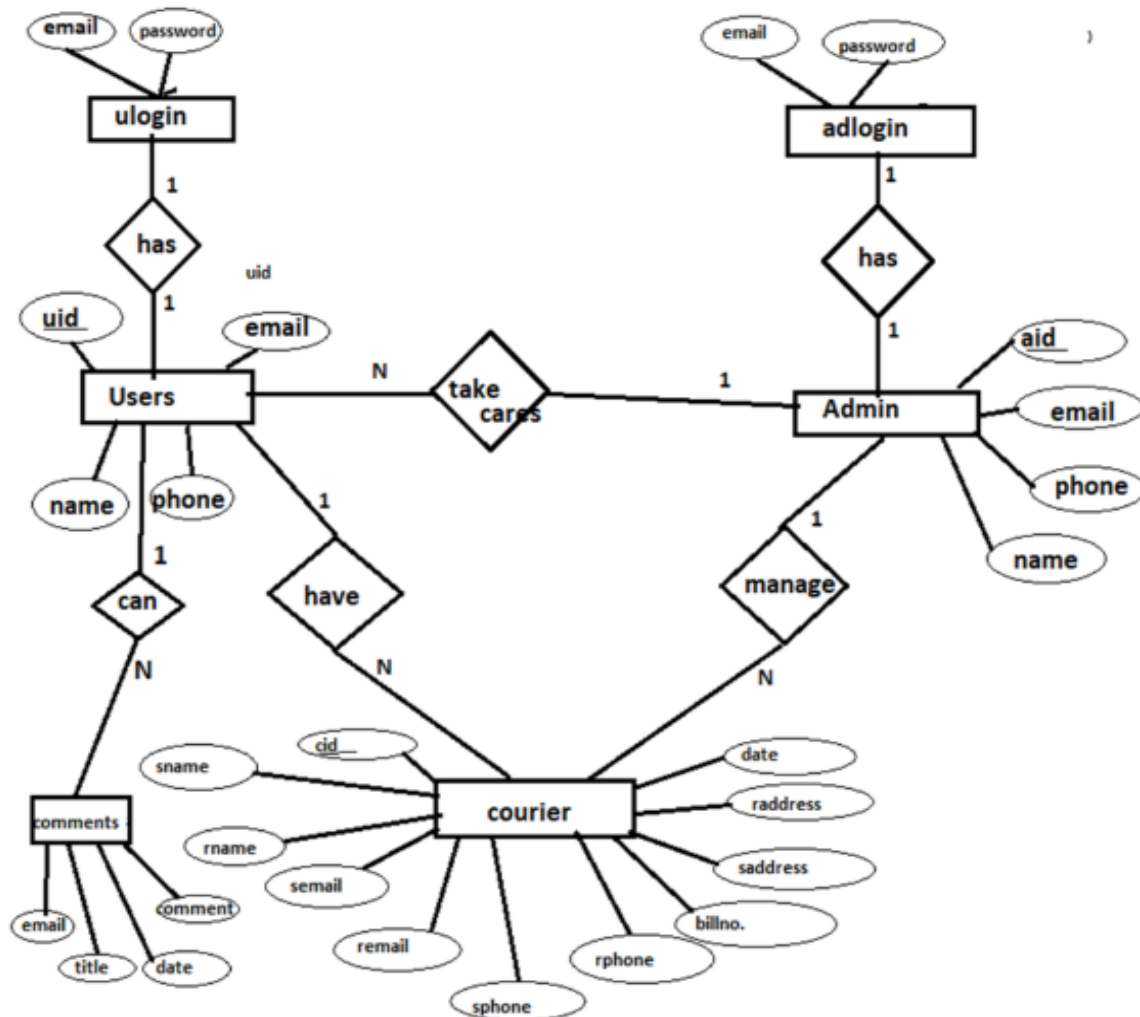 email
password
email
password
)
ulogin
adlogin
1
1
has
has
uid
1
1
uid
email
aid
N
take
cares
1
Users
Admin
email
name
phone
phone
1
1
name
1
can
have
manage
N
N
N
cid
date
sname
raddress
comments
courier
rname
saddress
semail
comment
email
billno.
remail
rphone
title
date
sphone